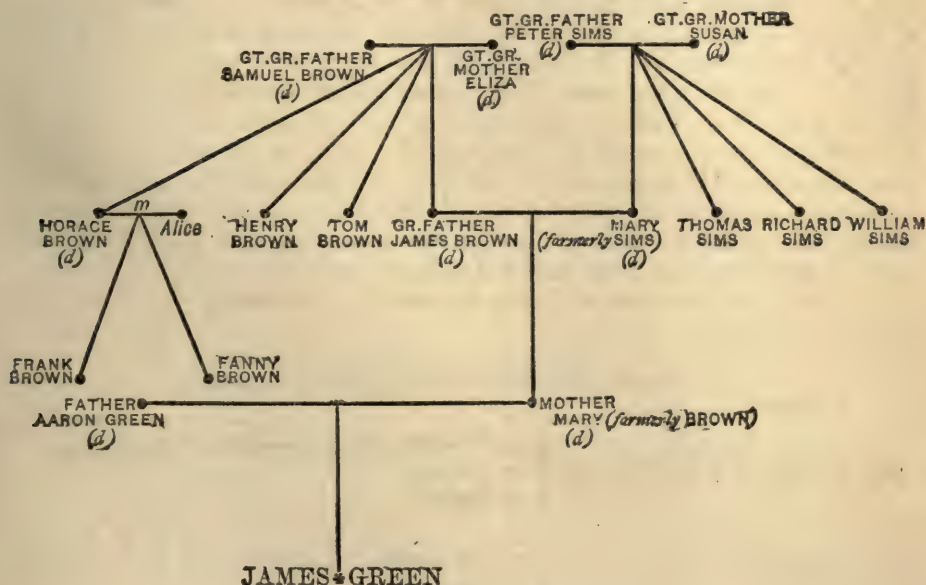 GT.GR.FATHER
PETER SIMS
(d)
GT.GR.MOTHER
SUSAN
(d)
GT.GR.FATHER
SAMUEL BROWN
(d)
GT.GR.
MOTHER
ELIZA
(d)
m
HORACE
BROWN
(d)
Alice
HENRY
BROWN
TOM
BROWN
GR.FATHER
JAMES BROWN
(d)
MARY
(formerly SIMS)
(d)
THOMAS
SIMS
RICHARD
SIMS
WILLIAM
SIMS
FRANK
BROWN
FANNY
BROWN
FATHER
AARON GREEN
(d)
MOTHER
MARY (formerly BROWN)
(d)
JAMES GREEN